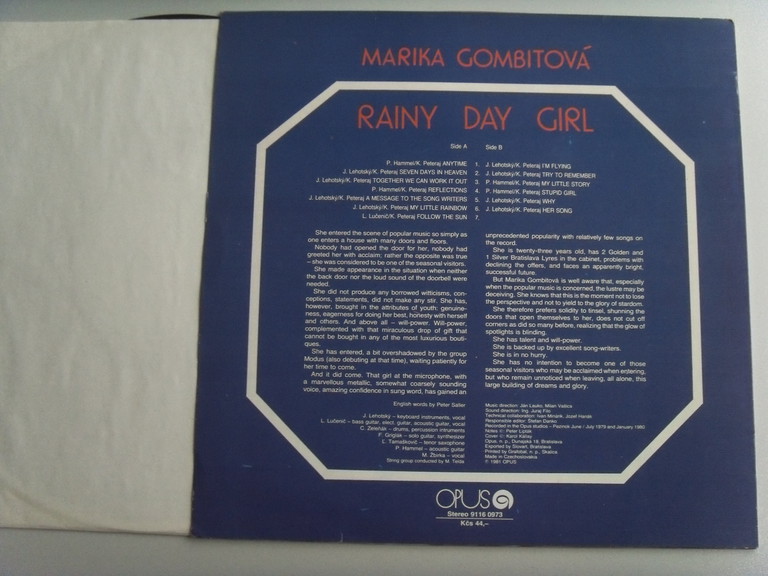 MARIKA GOMBITOVÁ
RAINY DAY GIRL
Side A
P. Hammel/K. Peteraj ANYTIME
J. Lehotský/K. Peteraj SEVEN DAYS IN HEAVEN
J. Lehotský/K. Peteraj TOGETHER WE CAN WORK IT OUT
P. Hammel/K. Peteraj REFLECTIONS
J. Lehotský/K. Peteraj A MESSAGE TO THE SONG WRITERS
J. Lehotský/K. Peteraj MY LITTLE RAINBOW
L. Lučenič/K. Peteraj FOLLOW THE SUN
Side B
1. J. Lehotský/K. Peteraj I'M FLYING
2. J. Lehotský/K. Peteraj TRY TO REMEMBER
3. P. Hammel/K. Peteraj MY LITTLE STORY
4. P. Hammel/K. Peteraj STUPID GIRL
5. J. Lehotský/K. Peteraj WHY
6. J. Lehotský/K. Peteraj HER SONG
7.
She entered the scene of popular music so simply as
one enters a house with many doors and floors.
Nobody had opened the door for her, nobody had
greeted her with acclaim; rather the opposite was true
– she was considered to be one of the seasonal visitors.
She made appearance in the situation when neither
the back door nor the loud sound of the doorbell were
needed.
She did not produce any borrowed witticisms, con-
ceptions, statements, did not make any stir. She has,
however, brought in the attributes of youth: genuine-
ness, eagerness for doing her best, honesty with herself
and others. And above all – will-power. Will-power,
complemented with that miraculous drop of gift that
cannot be bought in any of the most luxurious bouti-
ques.
She has entered, a bit overshadowed by the group
Modus (also debuting at that time), waiting patiently for
her time to come.
And it did come. That girl at the microphone, with
a marvellous metallic, somewhat coarsely sounding
voice, amazing confidence in sung word, has gained an
unprecedented popularity with relatively few songs on
the record.
She is twenty-three years old, has 2 Golden and
1 Silver Bratislava Lyres in the cabinet, problems with
declining the offers, and faces an apparently bright,
successful future.
But Marika Gombitová is well aware that, especially
when the popular music is concerned, the lustre may be
deceiving. She knows that this is the moment not to lose
the perspective and not to yield to the glory of stardom.
She therefore prefers solidity to tinsel, shunning the
doors that open themselves to her, does not cut off
corners as did so many before, realizing that the glow of
spotlights is blinding.
She has talent and will-power.
She is backed up by excellent song-writers.
She is in no hurry.
She has no intention to become one of those
seasonal visitors who may be acclaimed when entering,
but who remain unnoticed when leaving, all alone, this
large building of dreams and glory.
English words by Peter Salter
J. Lehotský – keyboard instruments, vocal
L. Lučenič – bass guitar, elect. guitar, acoustic guitar, vocal
C. Zeleňák – drums, percussion intruments
F. Griglák – solo guitar, synthesizer
Ľ. Tamaškovič – tenor saxophone
P. Hammel – acoustic guitar
M. Žbirka – vocal
String group conducted by M. Telše
Music direction: Ján Lauko, Milan Vašica
Sound direction: Ing. Juraj Filo
Technical collaboration: Ivan Minárik, Jozef Hanák
Responsible editor: Štefan Danko
Recorded in the Opus studios – Pezinok June / July 1979 and January 1980
Notes ©: Peter Lipták
Cover ©: Karol Kállay
Opus, n. p., Dunajská 18, Bratislava
Exported by Slovart, Bratislava
Printed by Grafotlač, n. p., Skalica
Made in Czechoslovakia
℗ 1981 OPUS
OPUS
Stereo 9116 0973
Kčs 44,–